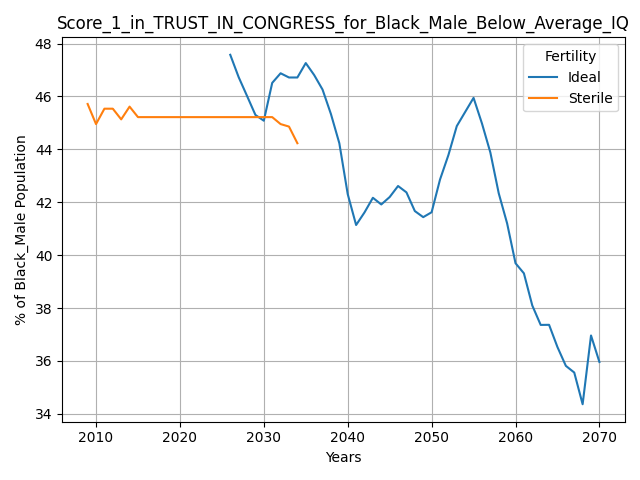 Score_1_in_TRUST_IN_CONGRESS_for_Black_Male_Below_Average_IQ
Fertility
Ideal
Sterile
% of Black_Male Population
48
46
44
42
40
38
36
34
2010
2020
2030
2040
2050
2060
2070
Years